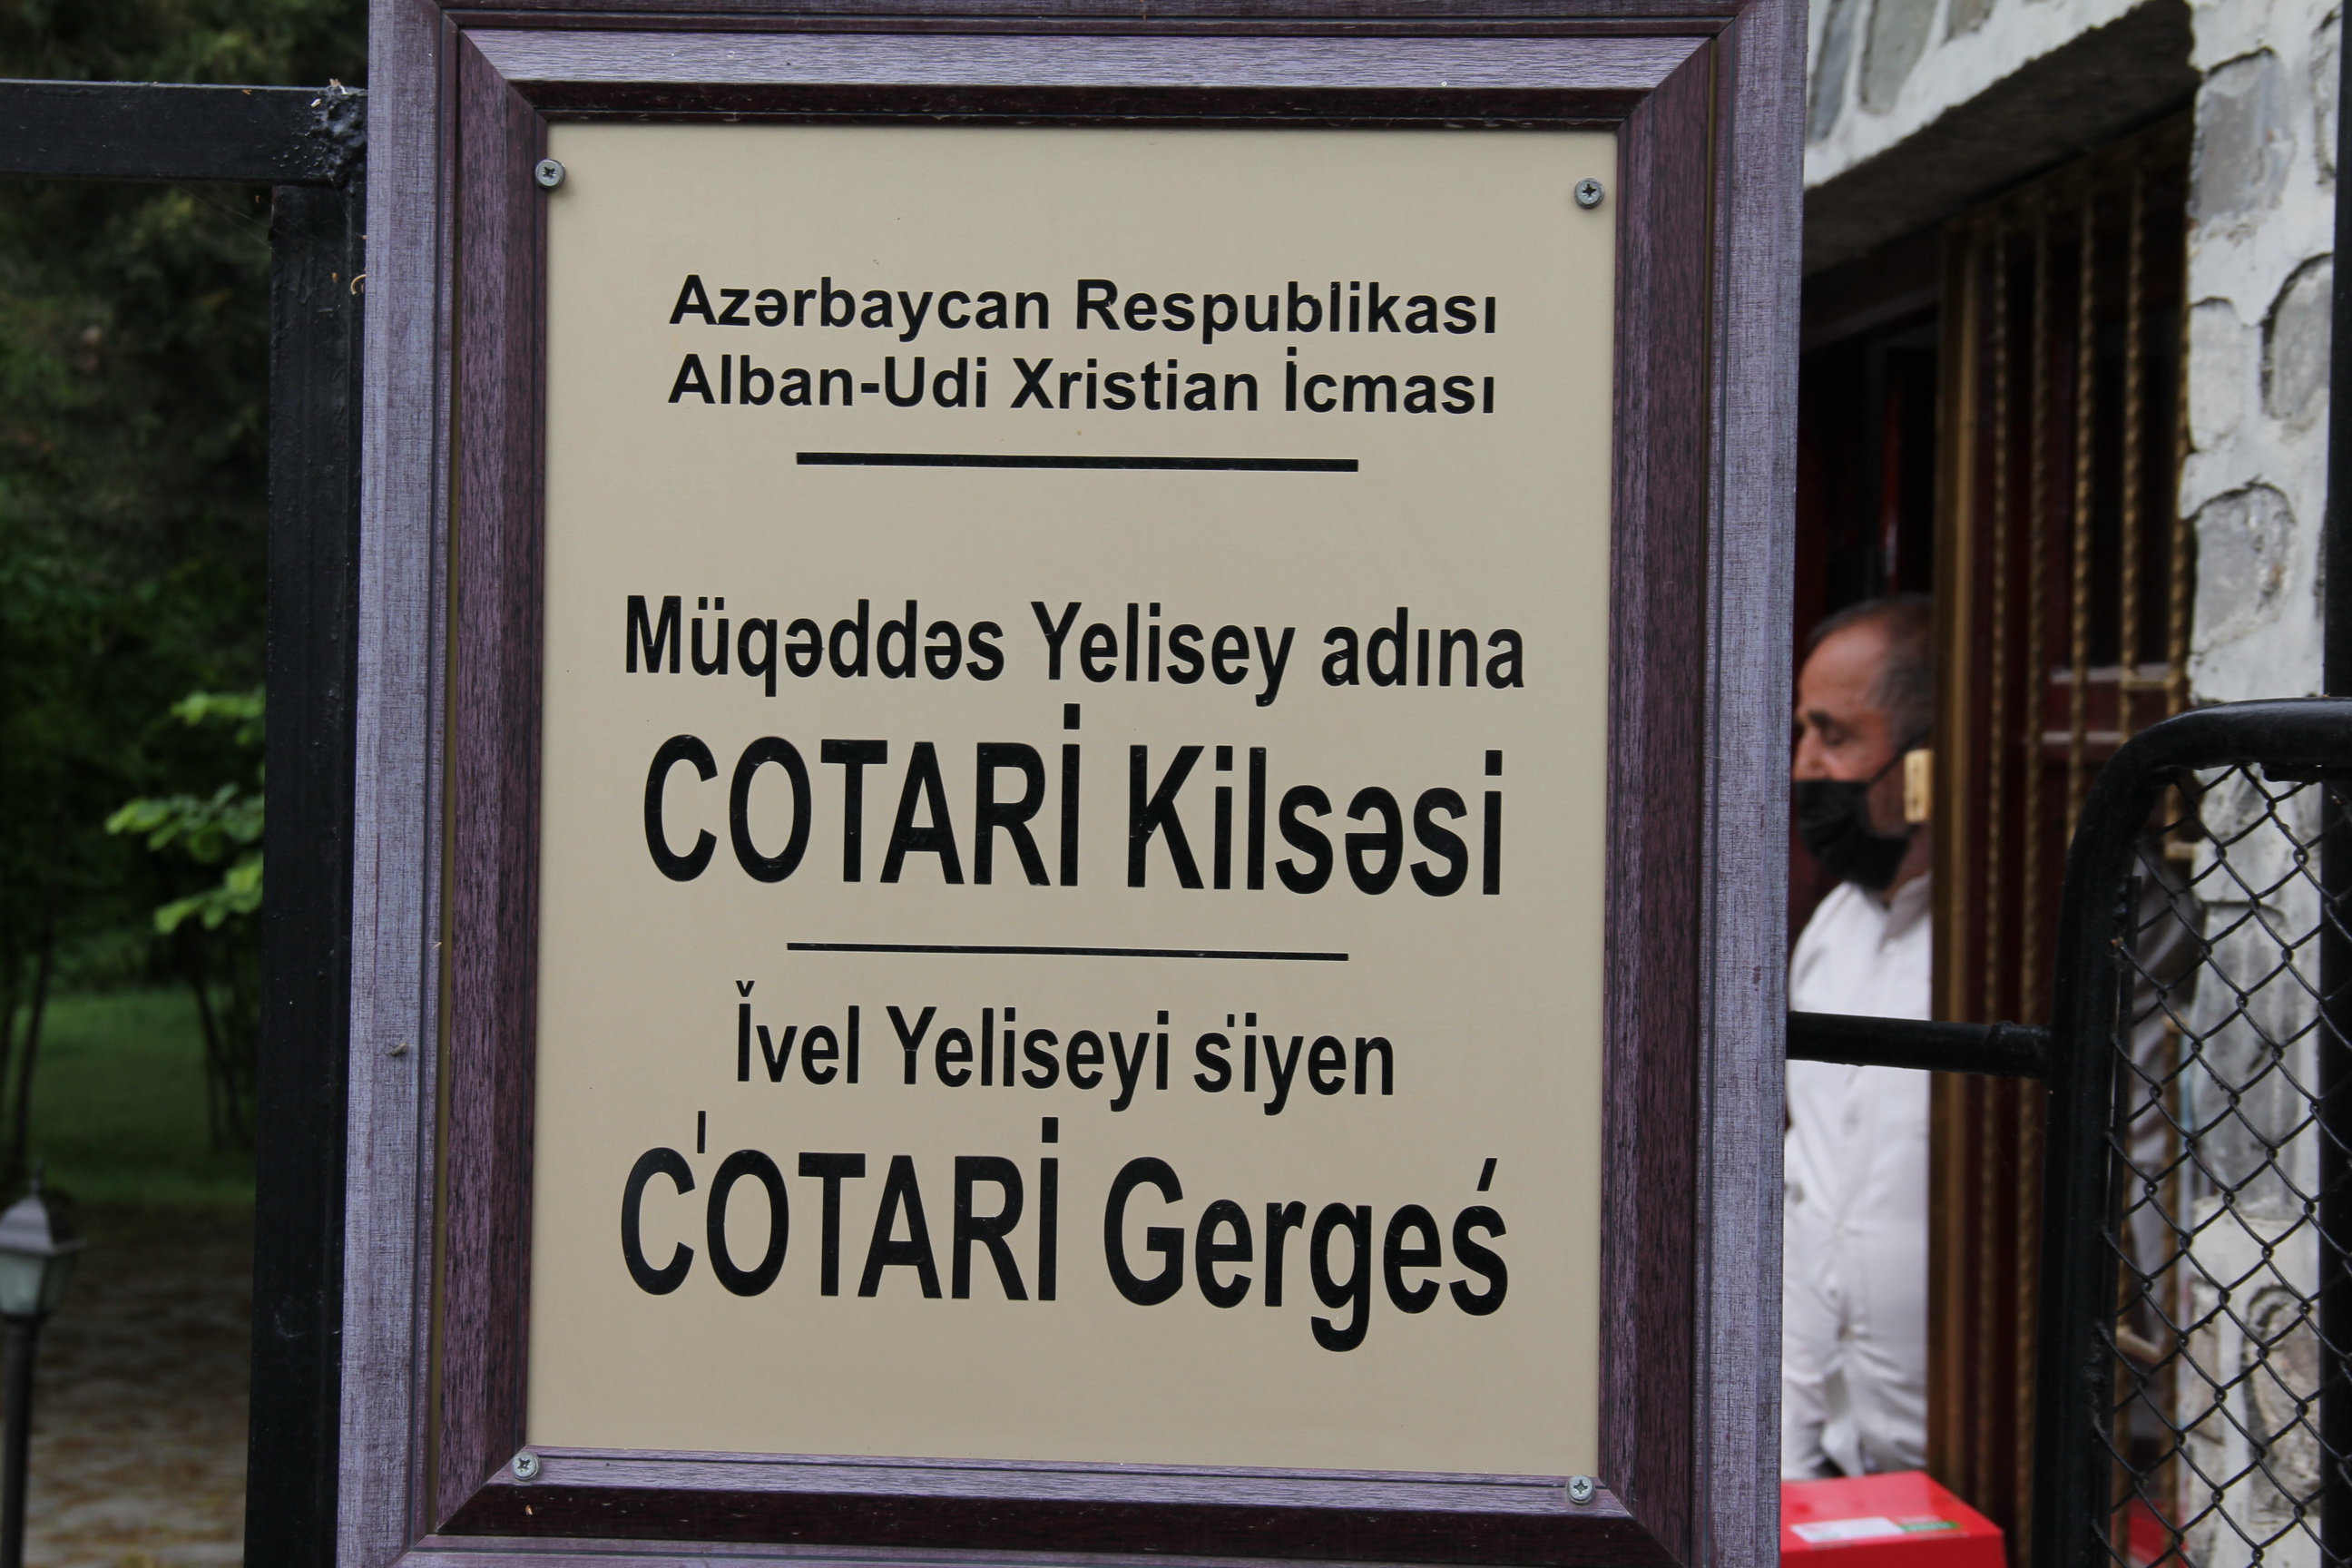 Azərbaycan Respublikası
Alban-Udi Xristian İcması
Müqəddəs Yelisey adına
COTARİ Kilsəsi
İ̌vel Yeliseyi s̍iyen
C̍OTARİ Gergeś